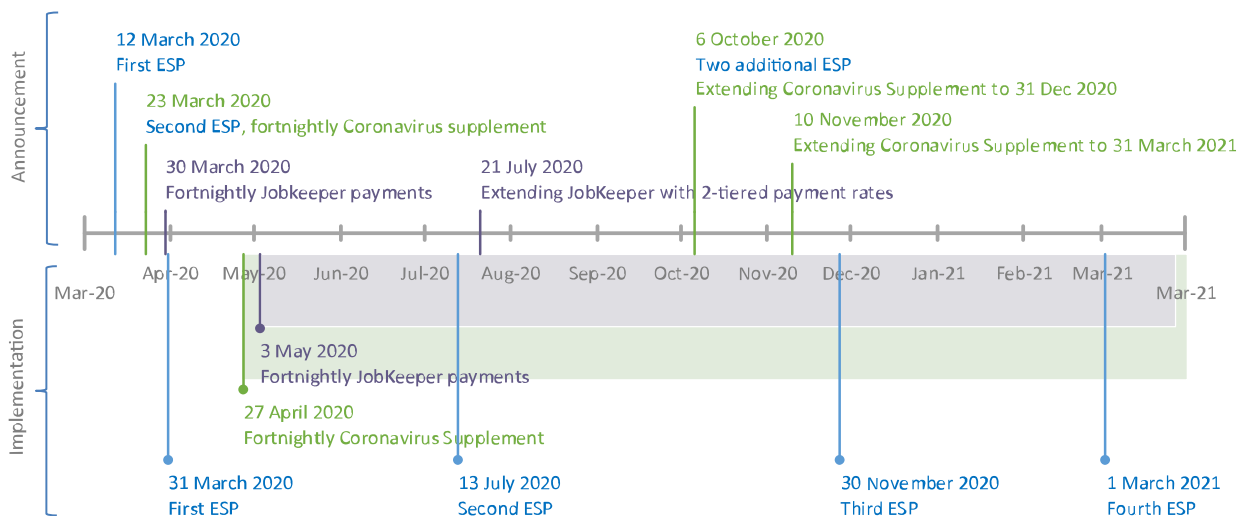 Announcement
12 March 2020
First ESP
23 March 2020
Second ESP, fortnightly Coronavirus supplement
30 March 2020
Fortnightly Jobkeeper payments
21 July 2020
Extending JobKeeper with 2-tiered payment rates
6 October 2020
Two additional ESP
Extending Coronavirus Supplement to 31 Dec 2020
10 November 2020
Extending Coronavirus Supplement to 31 March 2021
Mar-20
Apr-20
May-20
Jun-20
Jul-20
Aug-20
Sep-20
Oct-20
Nov-20
Dec-20
Jan-21
Feb-21
Mar-21
Mar-21
Implementation
3 May 2020
Fortnightly JobKeeper payments
27 April 2020
Fortnightly Coronavirus Supplement
31 March 2020
First ESP
13 July 2020
Second ESP
30 November 2020
Third ESP
1 March 2021
Fourth ESP